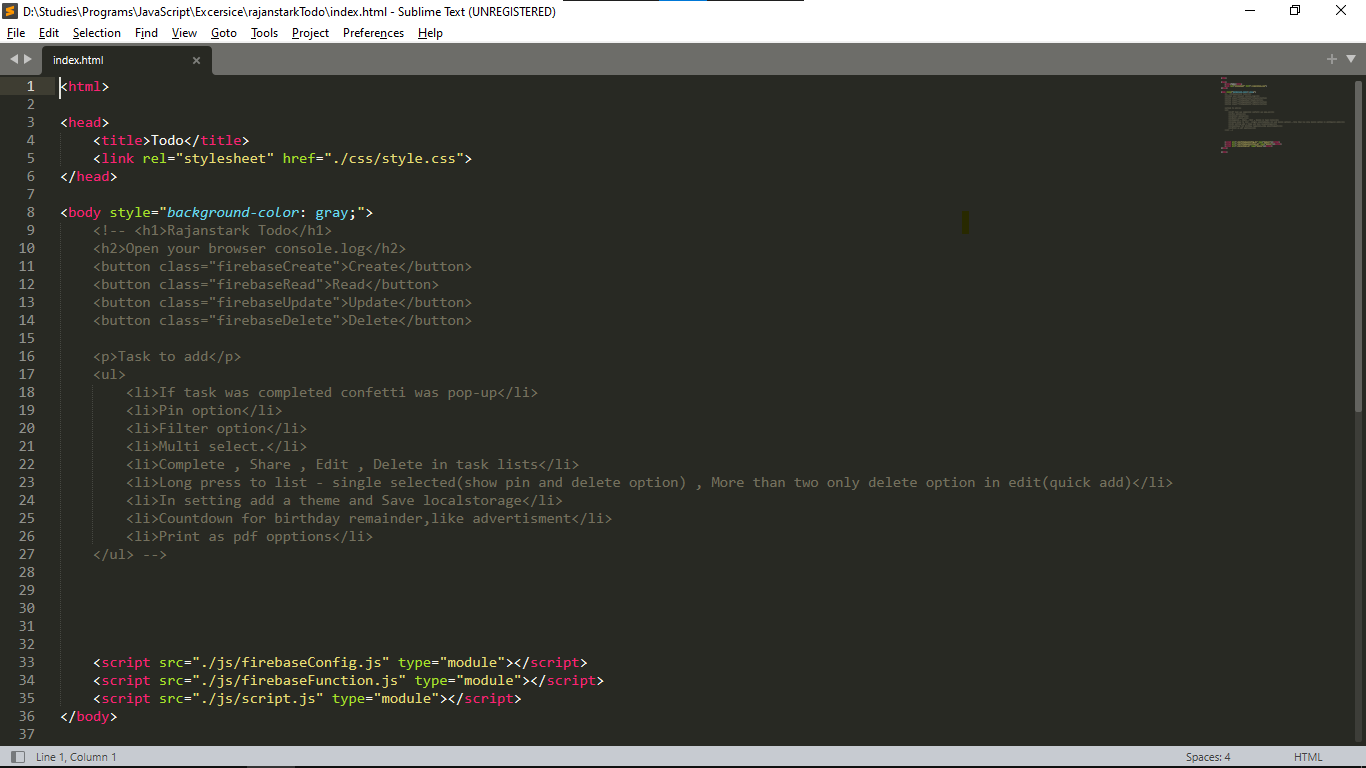 D:\Studies\Programs\JavaScript\Excersice\rajanstarkTodo\index.html - Sublime Text (UNREGISTERED)
File Edit Selection Find View Goto Tools Project Preferences Help
index.html
1 <html>
2
3 <head>
4     <title>Todo</title>
5     <link rel="stylesheet" href="./css/style.css">
6 </head>
7
8 <body style="background-color: gray;">
9     <!-- <h1>Rajanstark Todo</h1>
10     <h2>Open your browser console.log</h2>
11     <button class="firebaseCreate">Create</button>
12     <button class="firebaseRead">Read</button>
13     <button class="firebaseUpdate">Update</button>
14     <button class="firebaseDelete">Delete</button>
15
16     <p>Task to add</p>
17     <ul>
18         <li>If task was completed confetti was pop-up</li>
19         <li>Pin option</li>
20         <li>Filter option</li>
21         <li>Multi select.</li>
22         <li>Complete , Share , Edit , Delete in task lists</li>
23         <li>Long press to list - single selected(show pin and delete option) , More than two only delete option in edit(quick add)</li>
24         <li>In setting add a theme and Save localstorage</li>
25         <li>Countdown for birthday remainder,like advertisment</li>
26         <li>Print as pdf opptions</li>
27     </ul> -->
28
29
30
31
32
33     <script src="./js/firebaseConfig.js" type="module"></script>
34     <script src="./js/firebaseFunction.js" type="module"></script>
35     <script src="./js/script.js" type="module"></script>
36 </body>
37
Line 1, Column 1 Spaces: 4 HTML